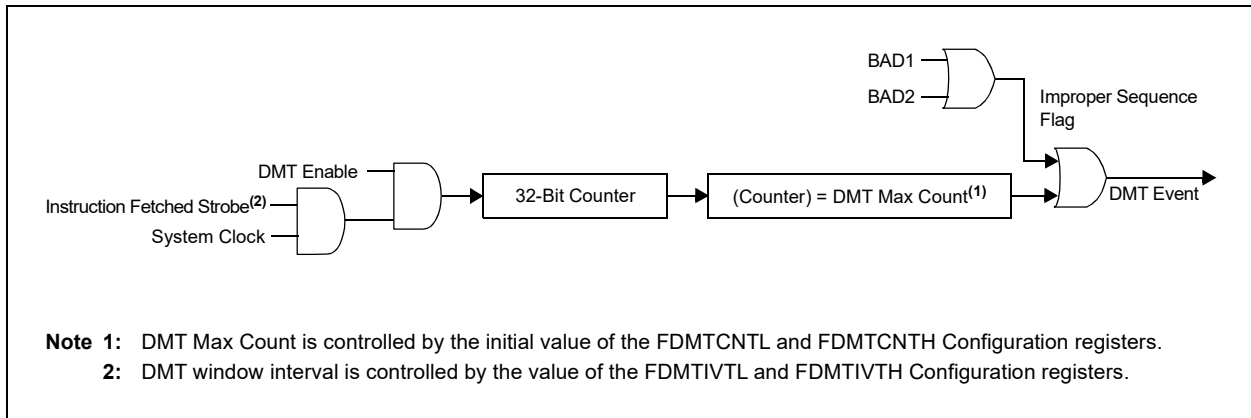 BAD1
BAD2
Improper Sequence
Flag
DMT Enable
Instruction Fetched Strobe(2)
System Clock
32-Bit Counter
(Counter) = DMT Max Count(1)
DMT Event
Note 1: DMT Max Count is controlled by the initial value of the FDMTCNTL and FDMTCNTH Configuration registers.
2: DMT window interval is controlled by the value of the FDMTIVTL and FDMTIVTH Configuration registers.